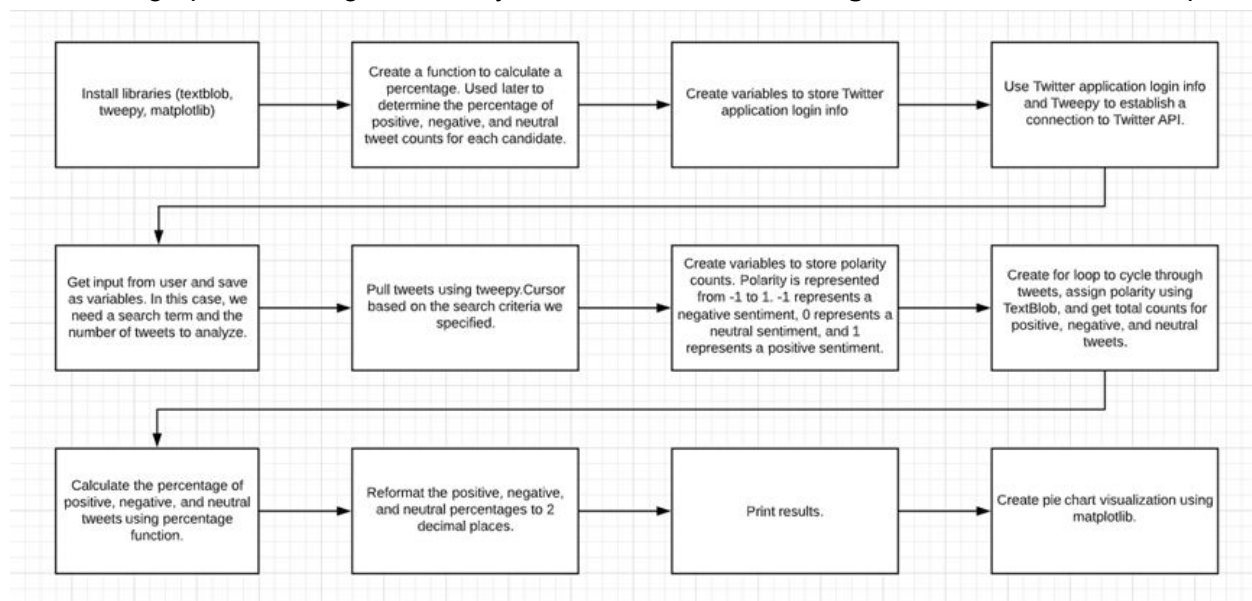 Install libraries (textblob,
tweepy, matplotlib)
Create a function to calculate a
percentage. Used later to
determine the percentage of
positive, negative, and neutral
tweet counts for each candidate.
Create variables to store Twitter
application login info
Use Twitter application login info
and Tweepy to establish a
connection to Twitter API.
Get input from user and save
as variables. In this case, we
need a search term and the
number of tweets to analyze.
Pull tweets using tweepy.Cursor
based on the search criteria we
specified.
Create variables to store polarity
counts. Polarity is represented
from -1 to 1. -1 represents a
negative sentiment, 0 represents a
neutral sentiment, and 1
represents a positive sentiment.
Create for loop to cycle through
tweets, assign polarity using
TextBlob, and get total counts for
positive, negative, and neutral
tweets.
Calculate the percentage of
positive, negative, and neutral
tweets using percentage
function.
Reformat the positive, negative,
and neutral percentages to 2
decimal places.
Print results.
Create pie chart visualization using
matplotlib.